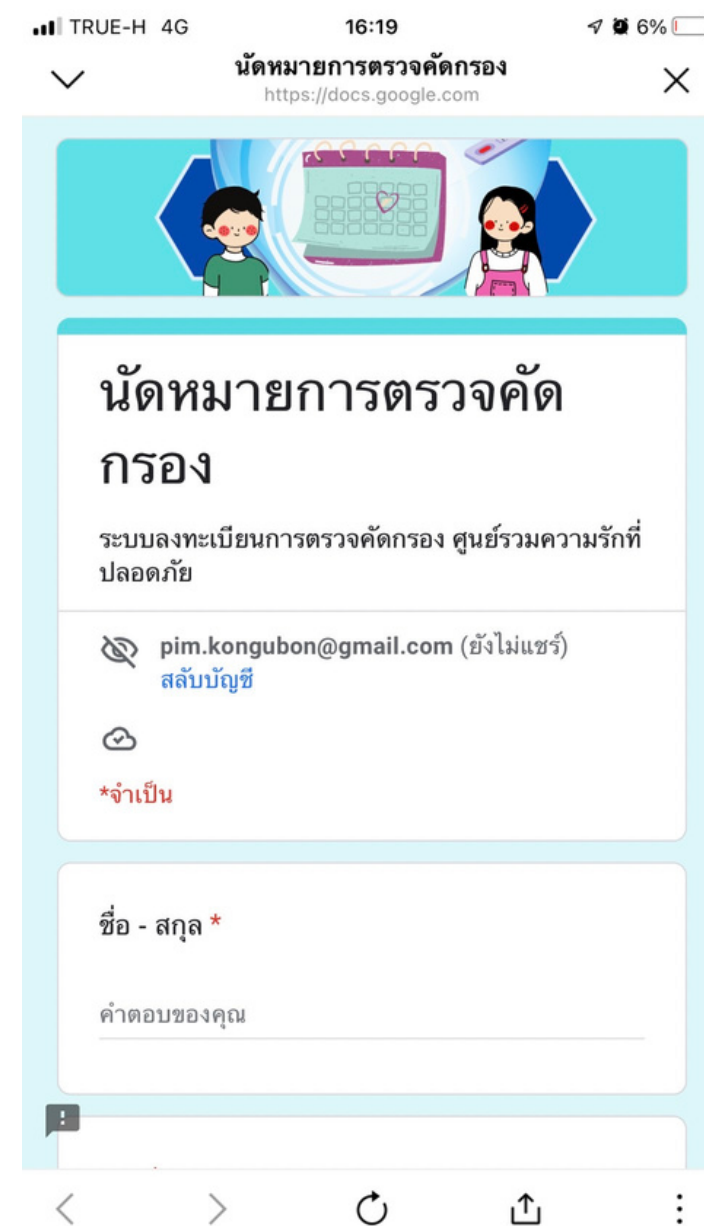 TRUE-H 4G 16:19 6%
นัดหมายการตรวจคัดกรอง
https://docs.google.com
นัดหมายการตรวจคัด
กรอง
ระบบลงทะเบียนการตรวจคัดกรอง ศูนย์รวมความรักที่
ปลอดภัย
pim.kongubon@gmail.com (ยังไม่แชร์)
สลับบัญชี
*จำเป็น
ชื่อ - สกุล *
คำตอบของคุณ